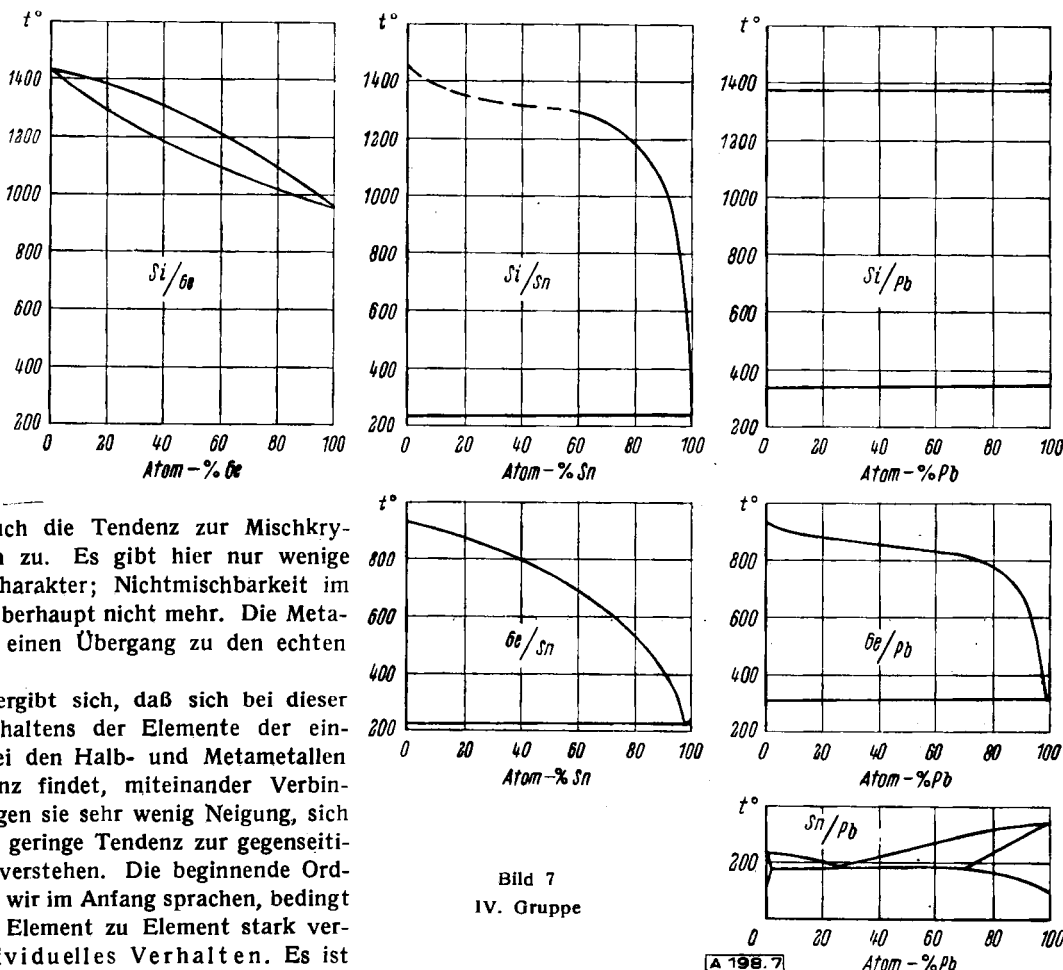 t°
1400
1200
1000
800
600
400
200
Si/Ge
0 20 40 60 80 100
Atom-% Ge
t°
1400
1200
1000
800
600
400
200
Si/Sn
0 20 40 60 80 100
Atom-% Sn
t°
1400
1200
1000
800
600
400
200
Si/Pb
0 20 40 60 80 100
Atom-% Pb
uch die Tendenz zur Mischkry-
n zu. Es gibt hier nur wenige
harakter; Nichtmischbarkeit im
überhaupt nicht mehr. Die Meta-
einen Übergang zu den echten
ergibt sich, daß sich bei dieser
haltens der Elemente der ein-
ei den Halb- und Metametallen
nz findet, miteinander Verbin-
gen sie sehr wenig Neigung, sich
geringe Tendenz zur gegenseiti-
verstehen. Die beginnende Ord-
wir im Anfang sprachen, bedingt
Element zu Element stark ver-
ividuelles Verhalten. Es ist
t°
800
600
400
200
Ge/Sn
0 20 40 60 80 100
Atom-% Sn
t°
800
600
400
200
Ge/Pb
0 20 40 60 80 100
Atom-% Pb
t°
200
0
Sn/Pb
0 20 40 60 80 100
Atom-% Pb
Bild 7
IV. Gruppe
A 198.7